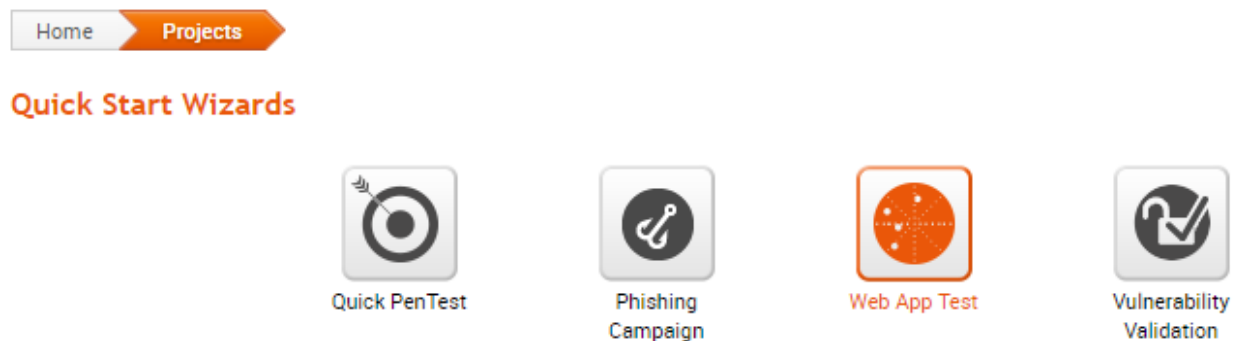 Home Projects
Quick Start Wizards
Quick PenTest
Phishing
Campaign
Web App Test
Vulnerability
Validation